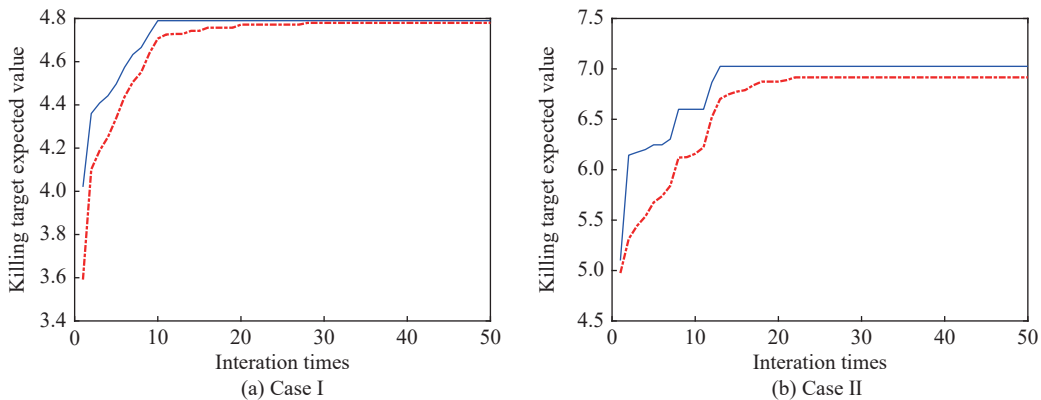 4.8
4.6
4.4
4.2
4.0
3.8
3.6
3.4
Killing target expected value
0 10 20 30 40 50
Interation times
(a) Case I
7.5
7.0
6.5
6.0
5.5
5.0
4.5
Killing target expected value
0 10 20 30 40 50
Interation times
(b) Case II